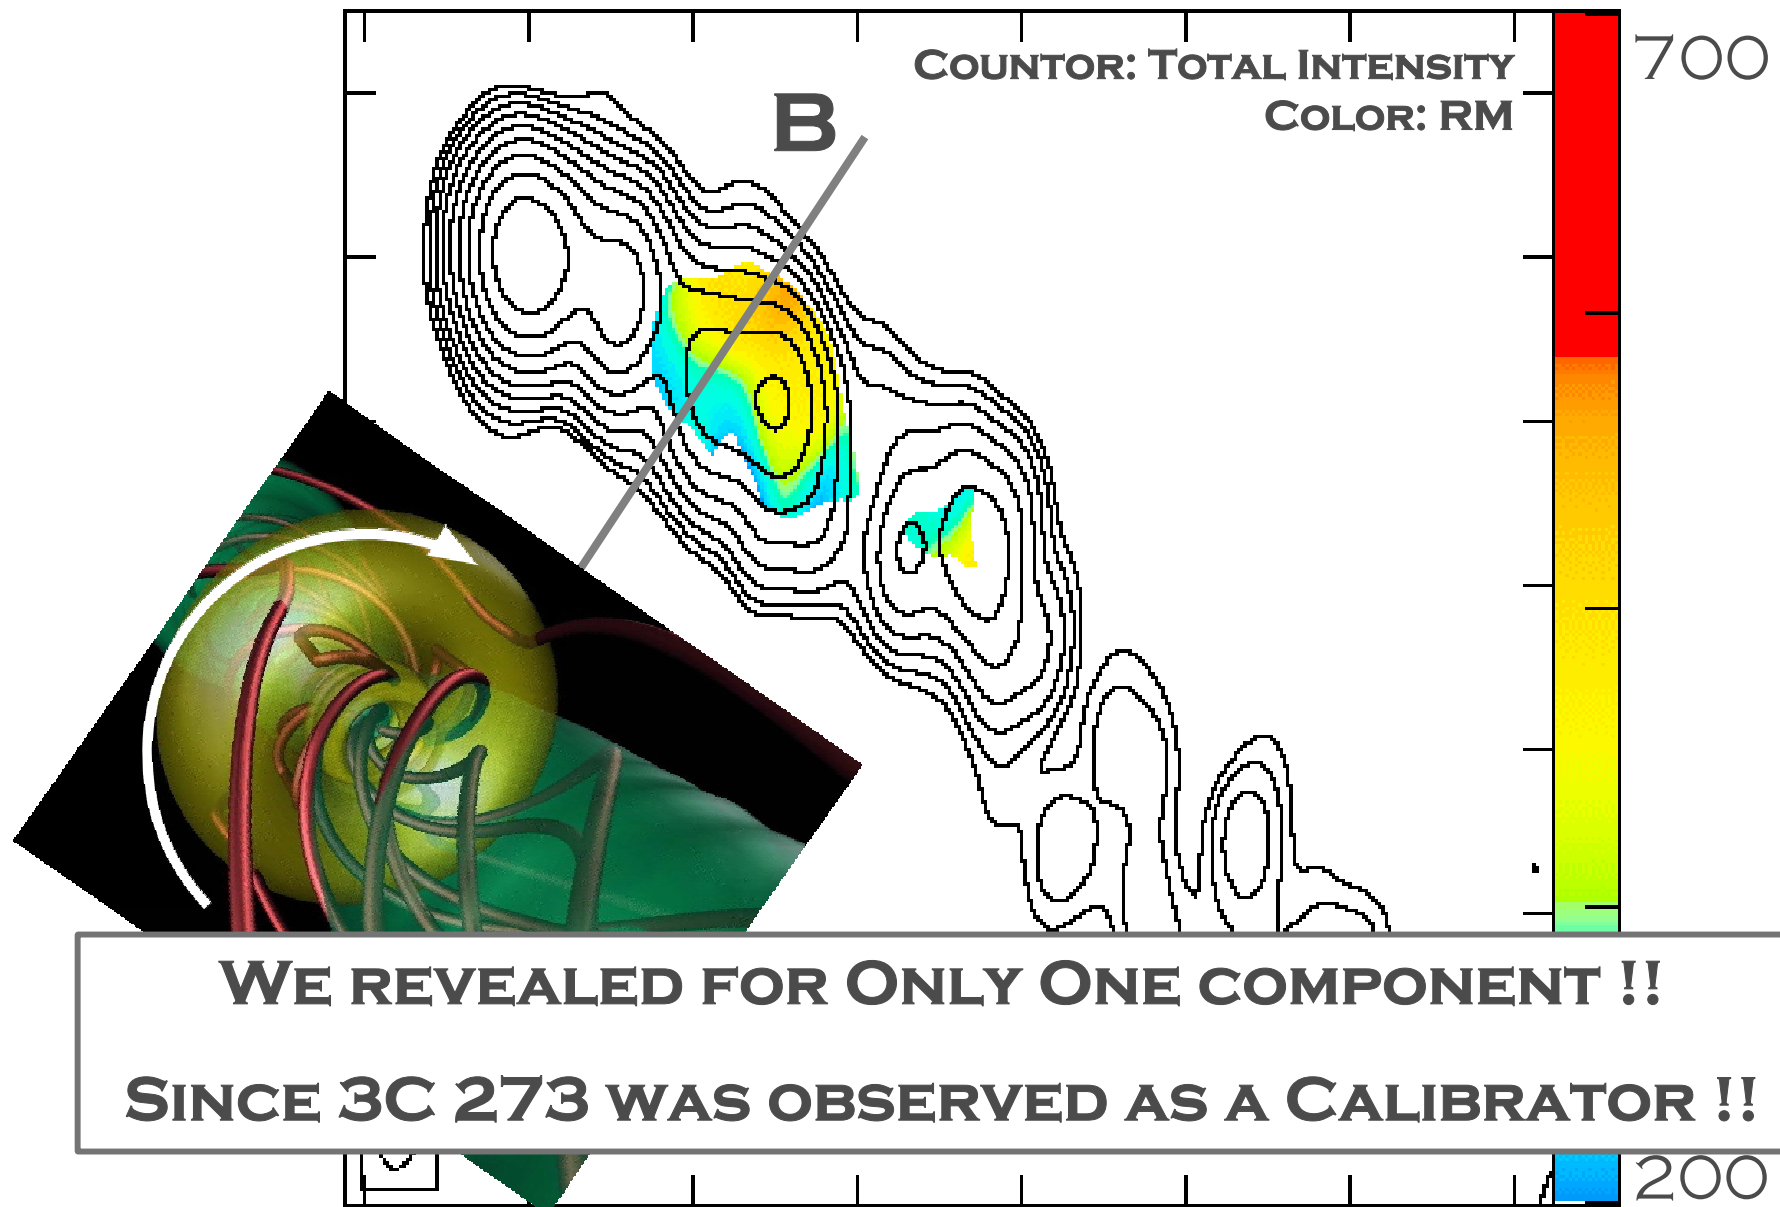 COUNTOR: TOTAL INTENSITY
COLOR: RM
B
700
WE REVEALED FOR ONLY ONE COMPONENT !!
SINCE 3C 273 WAS OBSERVED AS A CALIBRATOR !!
200